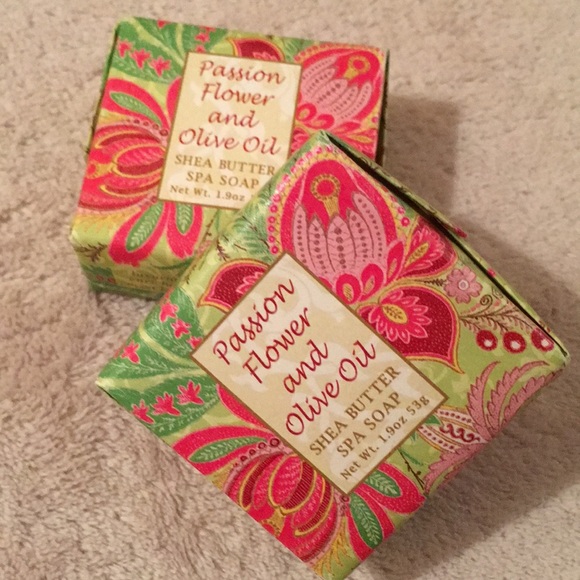 Passion
Flower
and
Olive Oil
SHEA BUTTER
SPA SOAP
Net Wt. 1.9oz
Passion
Flower
and
Olive Oil
SHEA BUTTER
SPA SOAP
Net Wt. 1.9oz 53g